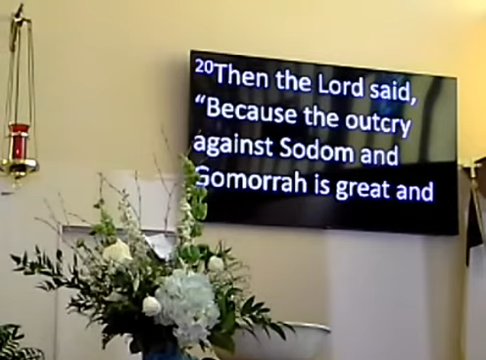 20Then the Lord said,
“Because the outcry
against Sodom and
Gomorrah is great and